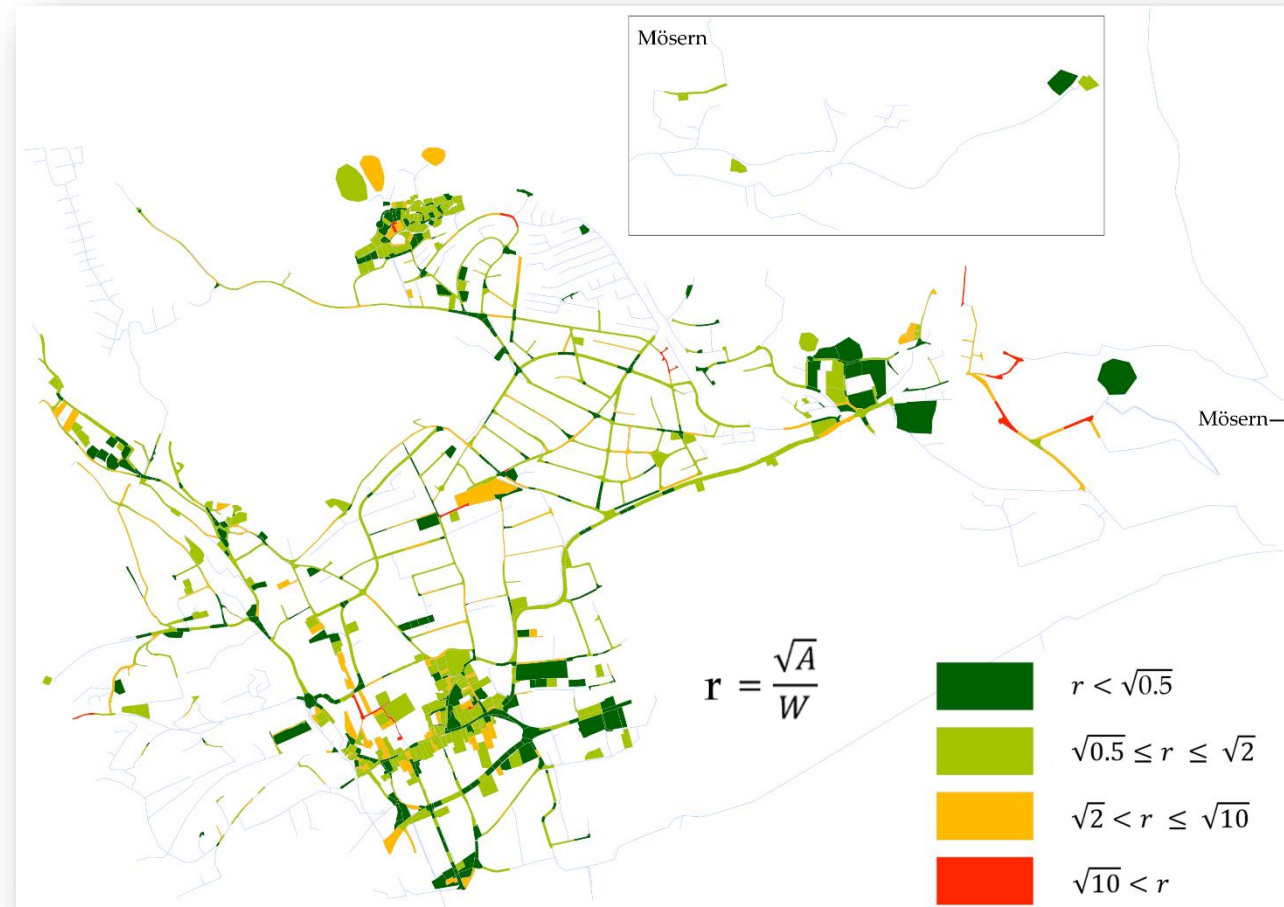 Mösern
Mösern
r = √A / W
r < √0.5
√0.5 ≤ r ≤ √2
√2 < r ≤ √10
√10 < r